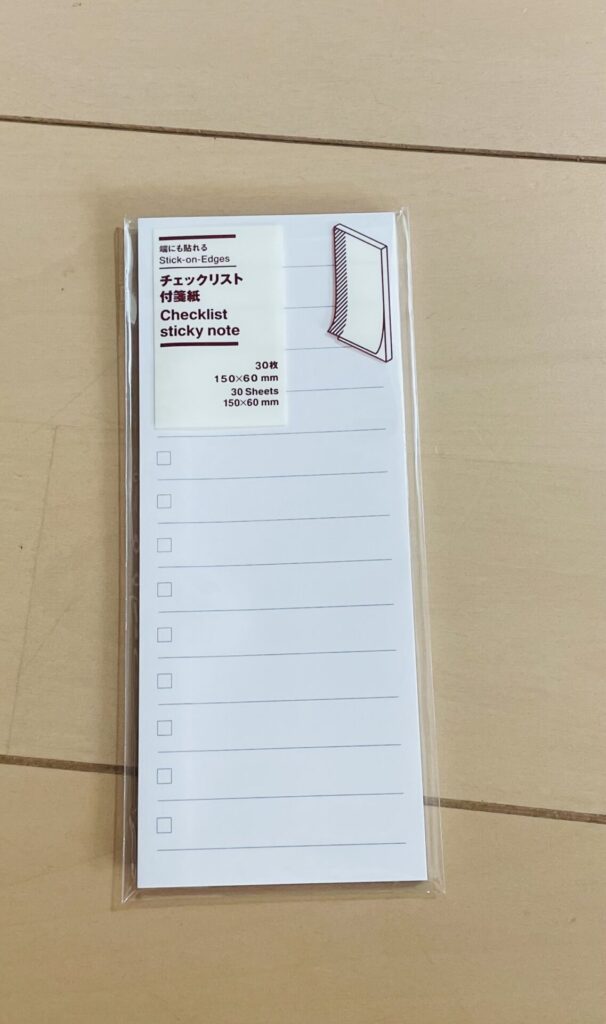 端にも貼れる
Stick-on-Edges
チェックリスト
付箋紙
Checklist
sticky note
30枚
150×60 mm
30 Sheets
150×60 mm